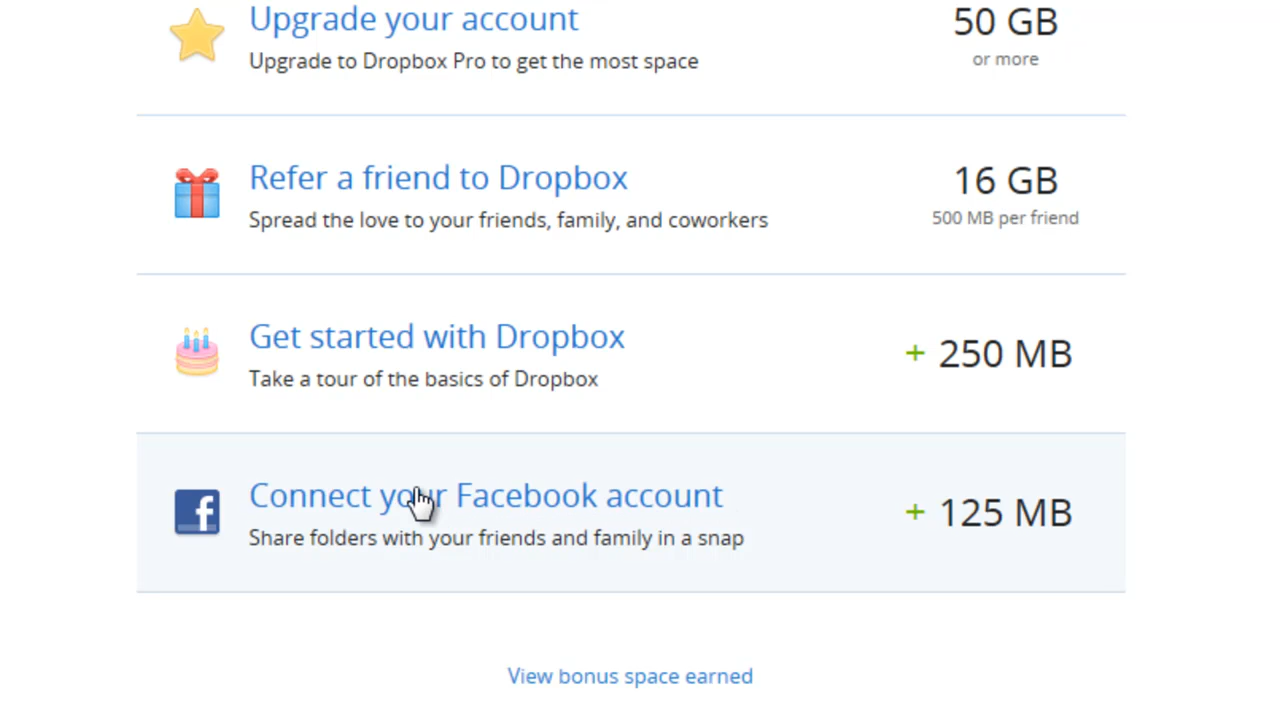 Upgrade your account
50 GB
Upgrade to Dropbox Pro to get the most space
or more
Refer a friend to Dropbox
16 GB
Spread the love to your friends, family, and coworkers
500 MB per friend
Get started with Dropbox
+ 250 MB
Take a tour of the basics of Dropbox
Connect your Facebook account
+ 125 MB
Share folders with your friends and family in a snap
View bonus space earned